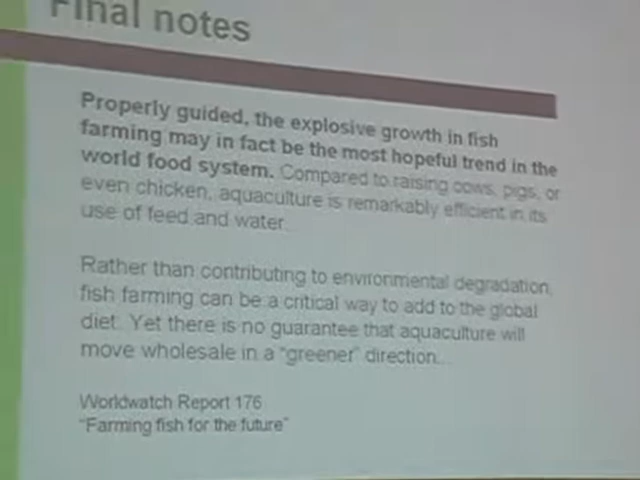 Final notes
Properly guided, the explosive growth in fish
farming may in fact be the most hopeful trend in the
world food system. Compared to raising cows, pigs, or
even chicken, aquaculture is remarkably efficient in its
use of feed and water.
Rather than contributing to environmental degradation,
fish farming can be a critical way to add to the global
diet. Yet there is no guarantee that aquaculture will
move wholesale in a "greener" direction...
Worldwatch Report 176
"Farming fish for the future"